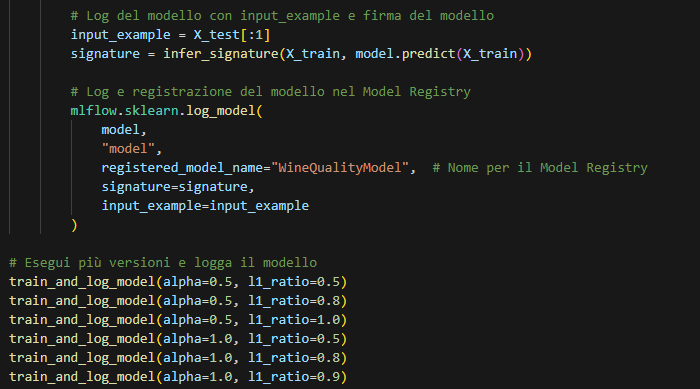 # Log del modello con input_example e firma del modello
input_example = X_test[:1]
signature = infer_signature(X_train, model.predict(X_train))
# Log e registrazione del modello nel Model Registry
mlflow.sklearn.log_model(
model,
"model",
registered_model_name="WineQualityModel",  # Nome per il Model Registry
signature=signature,
input_example=input_example
)
# Esegui più versioni e logga il modello
train_and_log_model(alpha=0.5, l1_ratio=0.5)
train_and_log_model(alpha=0.5, l1_ratio=0.8)
train_and_log_model(alpha=0.5, l1_ratio=1.0)
train_and_log_model(alpha=1.0, l1_ratio=0.5)
train_and_log_model(alpha=1.0, l1_ratio=0.8)
train_and_log_model(alpha=1.0, l1_ratio=0.9)